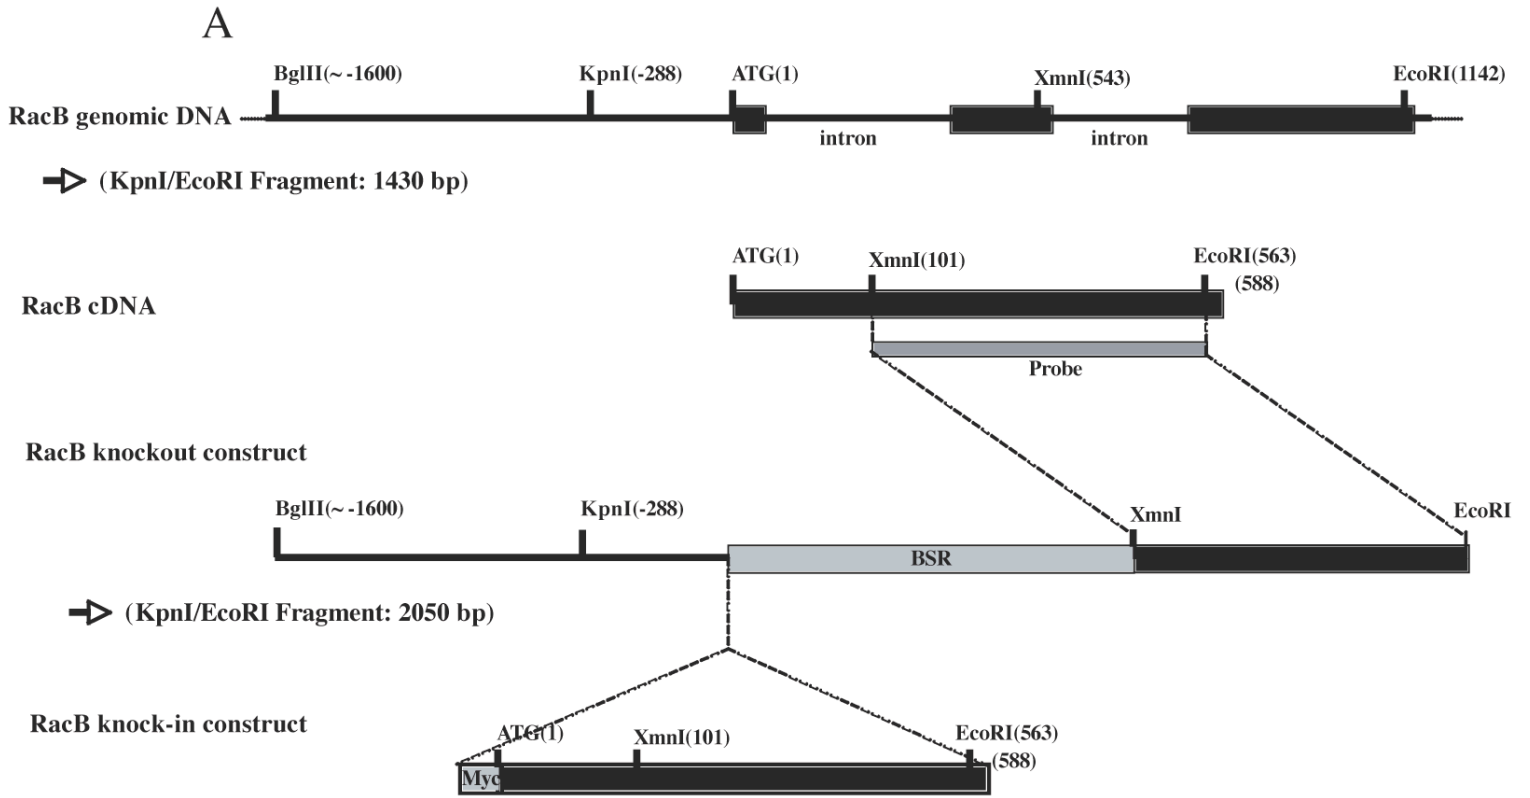 A
BglII(~ -1600) KpnI(-288) ATG(1) XmnI(543) EcoRI(1142)
RacB genomic DNA
intron intron
(KpnI/EcoRI Fragment: 1430 bp)
ATG(1) XmnI(101) EcoRI(563)
(588)
RacB cDNA
Probe
RacB knockout construct
BglII(~ -1600) KpnI(-288) XmnI EcoRI
BSR
(KpnI/EcoRI Fragment: 2050 bp)
RacB knock-in construct
ATG(1) XmnI(101) EcoRI(563)
(588)
Myc